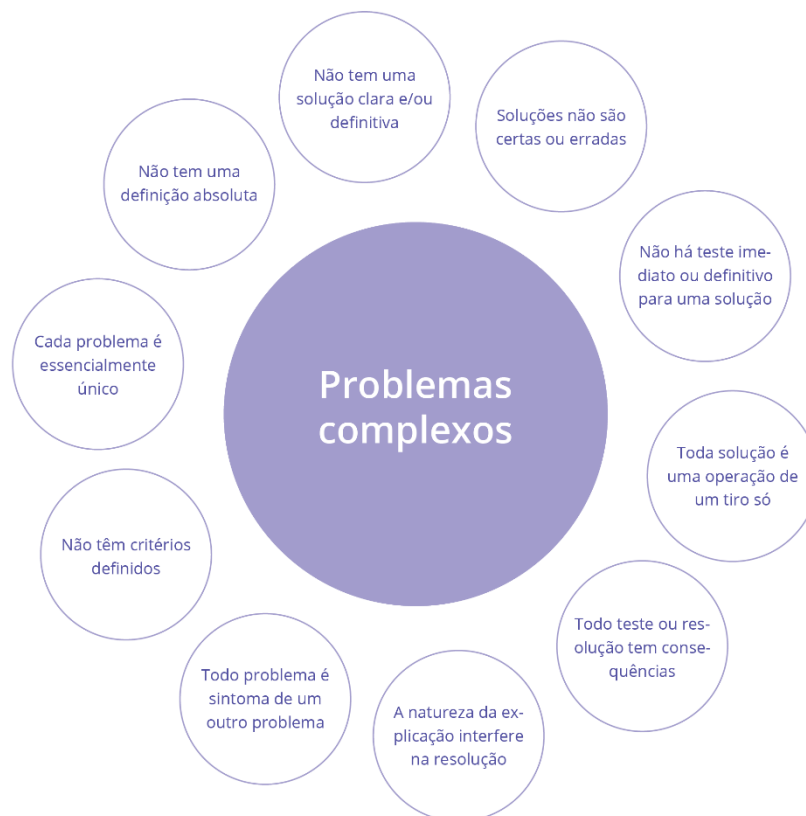 Não tem uma
solução clara e/ou
definitiva
Soluções não são
certas ou erradas
Não há teste ime-
diato ou definitivo
para uma solução
Toda solução é
uma operação de
um tiro só
Todo teste ou res-
olução tem conse-
quências
A natureza da ex-
plicação interfere
na resolução
Todo problema é
sintoma de um
outro problema
Não têm critérios
definidos
Cada problema é
essencialmente
único
Não tem uma
definição absoluta
Problemas
complexos